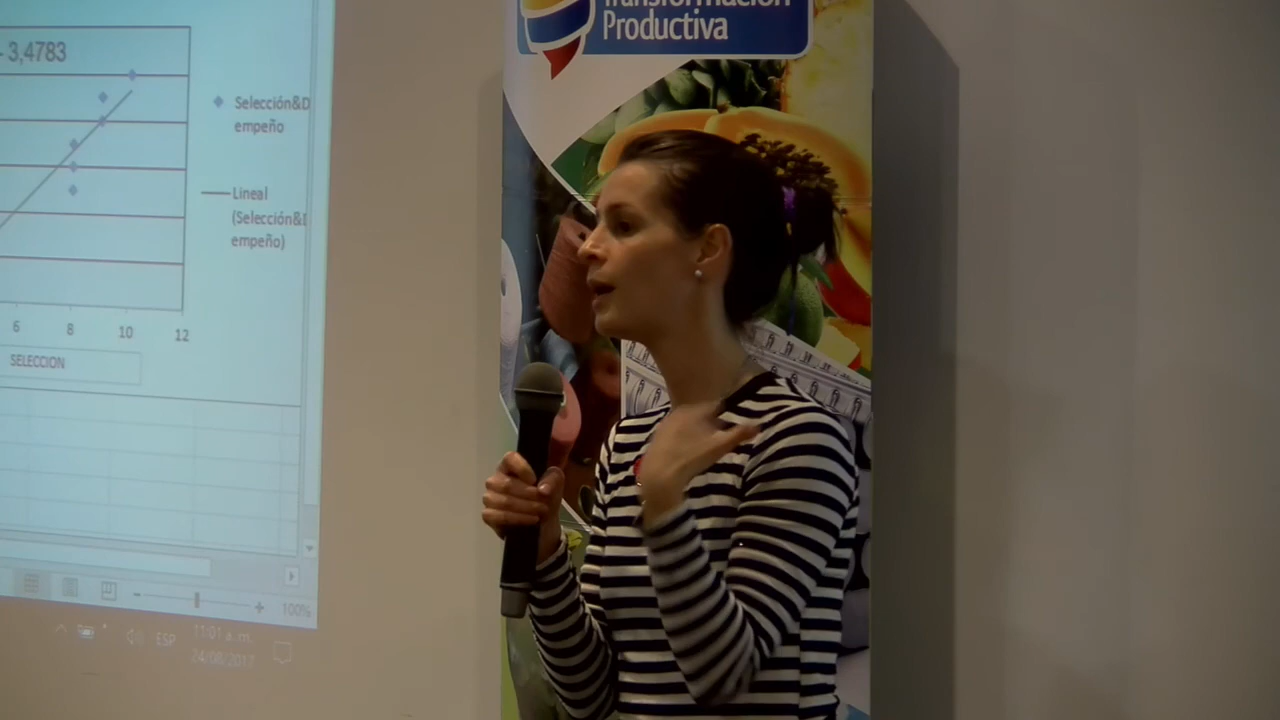 - 3,4783
Selección&D
empeño
Lineal
(Selección&
empeño)
6 8 10 12
SELECCION
100%
ESP
11:01 a. m.
24/08/2017
Transformación
Productiva